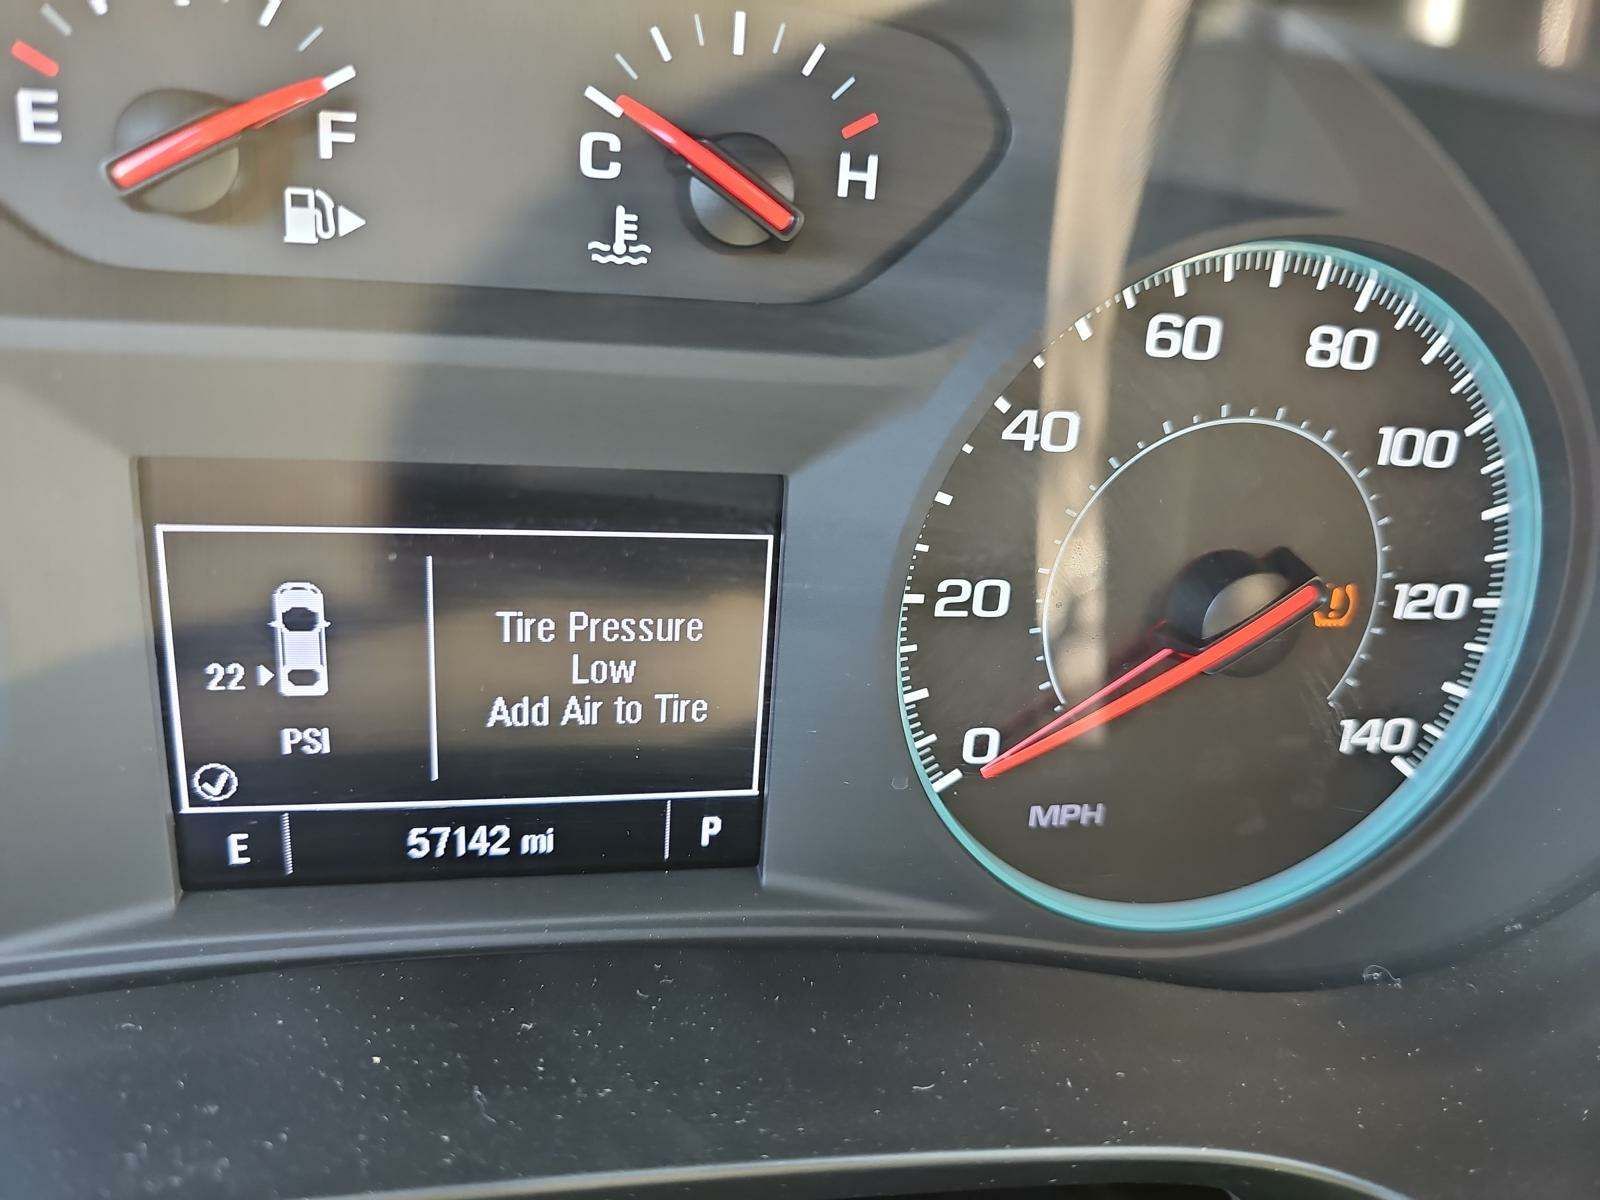 E
F
C
H
60
80
40
100
20
120
0
140
MPH
Tire Pressure
Low
22
Add Air to Tire
PSI
E
57142 mi
P